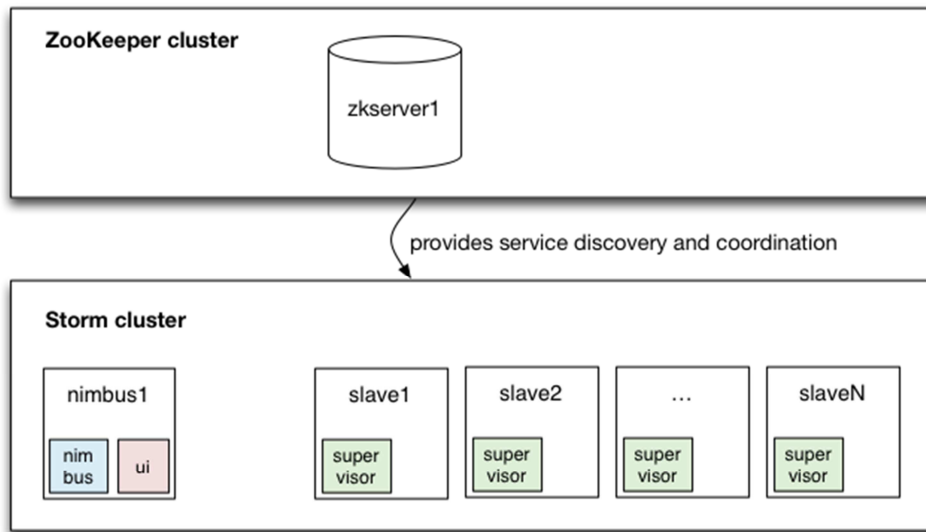 ZooKeeper cluster
zkserver1
provides service discovery and coordination
Storm cluster
nimbus1
nim
bus
ui
slave1
super
visor
slave2
super
visor
...
super
visor
slaveN
super
visor